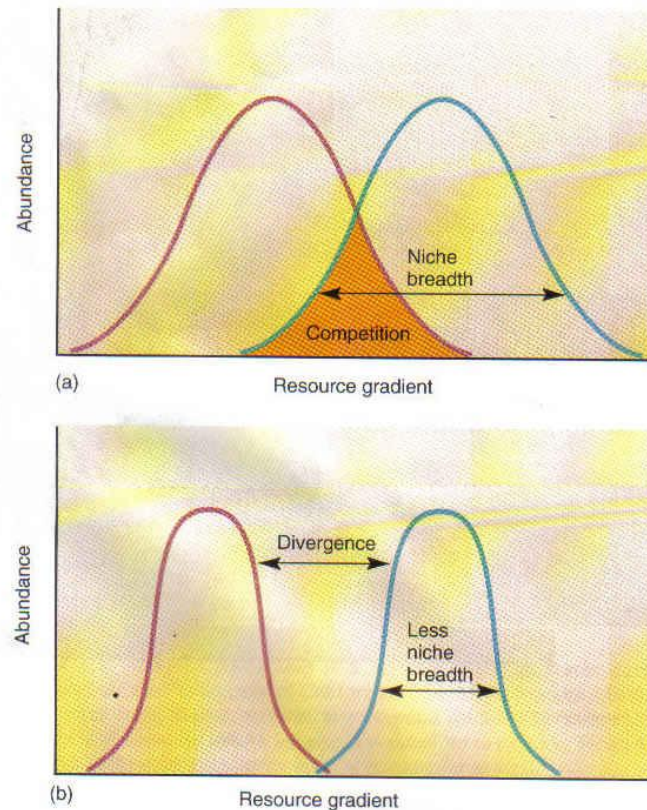 Abundance
Niche
breadth
Competition
(a)
Resource gradient
Abundance
Divergence
Less
niche
breadth
(b)
Resource gradient